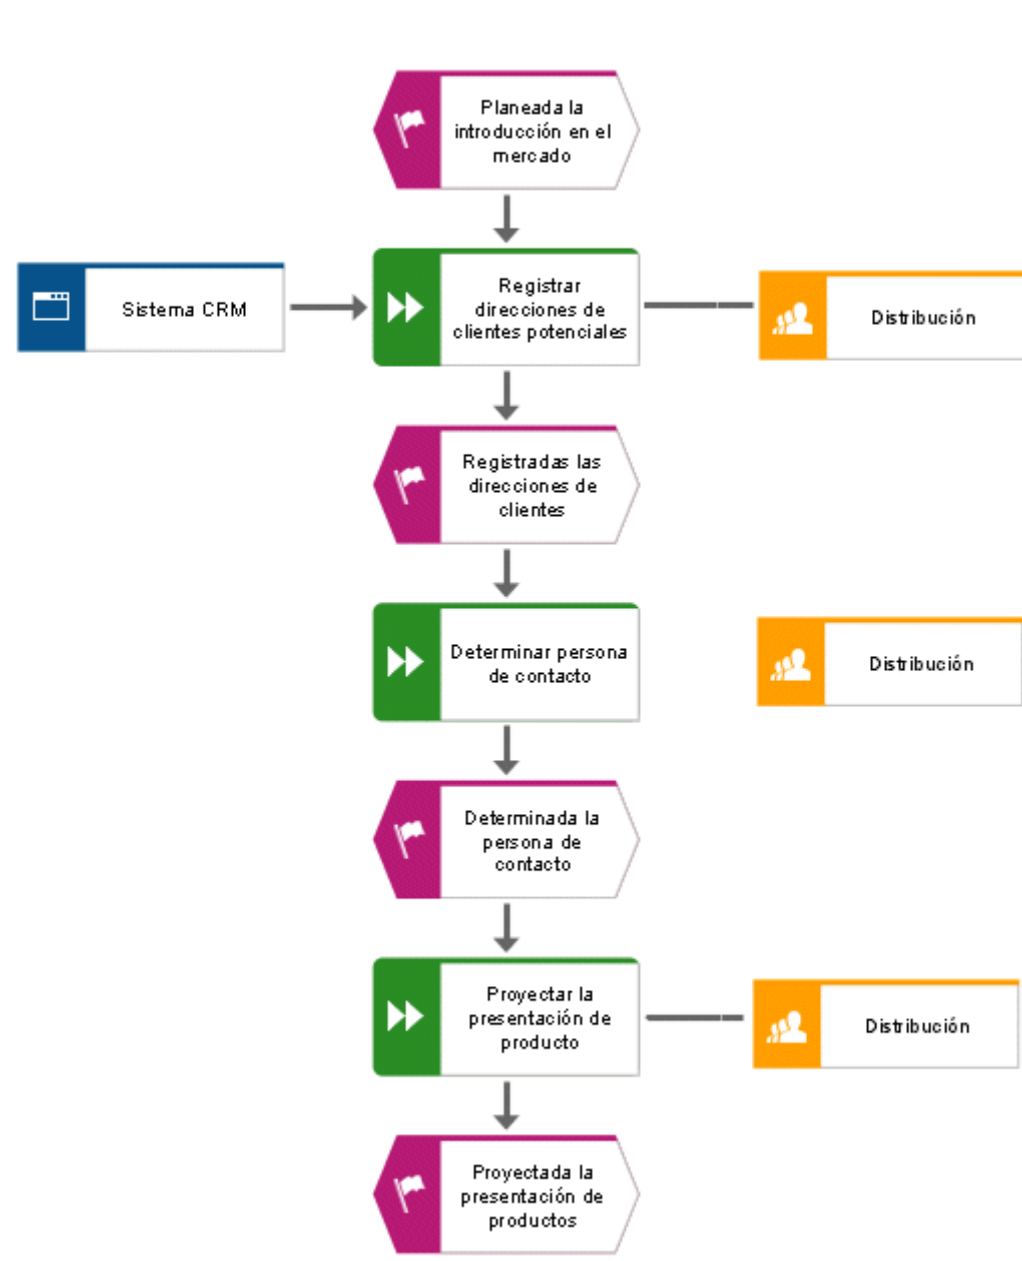 Planeada la
introducción en el
mercado
Sistema CRM
Registrar
direcciones de
clientes potenciales
Distribución
Registradas las
direcciones de
clientes
Determinar persona
de contacto
Distribución
Determinada la
persona de
contacto
Proyectar la
presentación de
producto
Distribución
Proyectada la
presentación de
productos